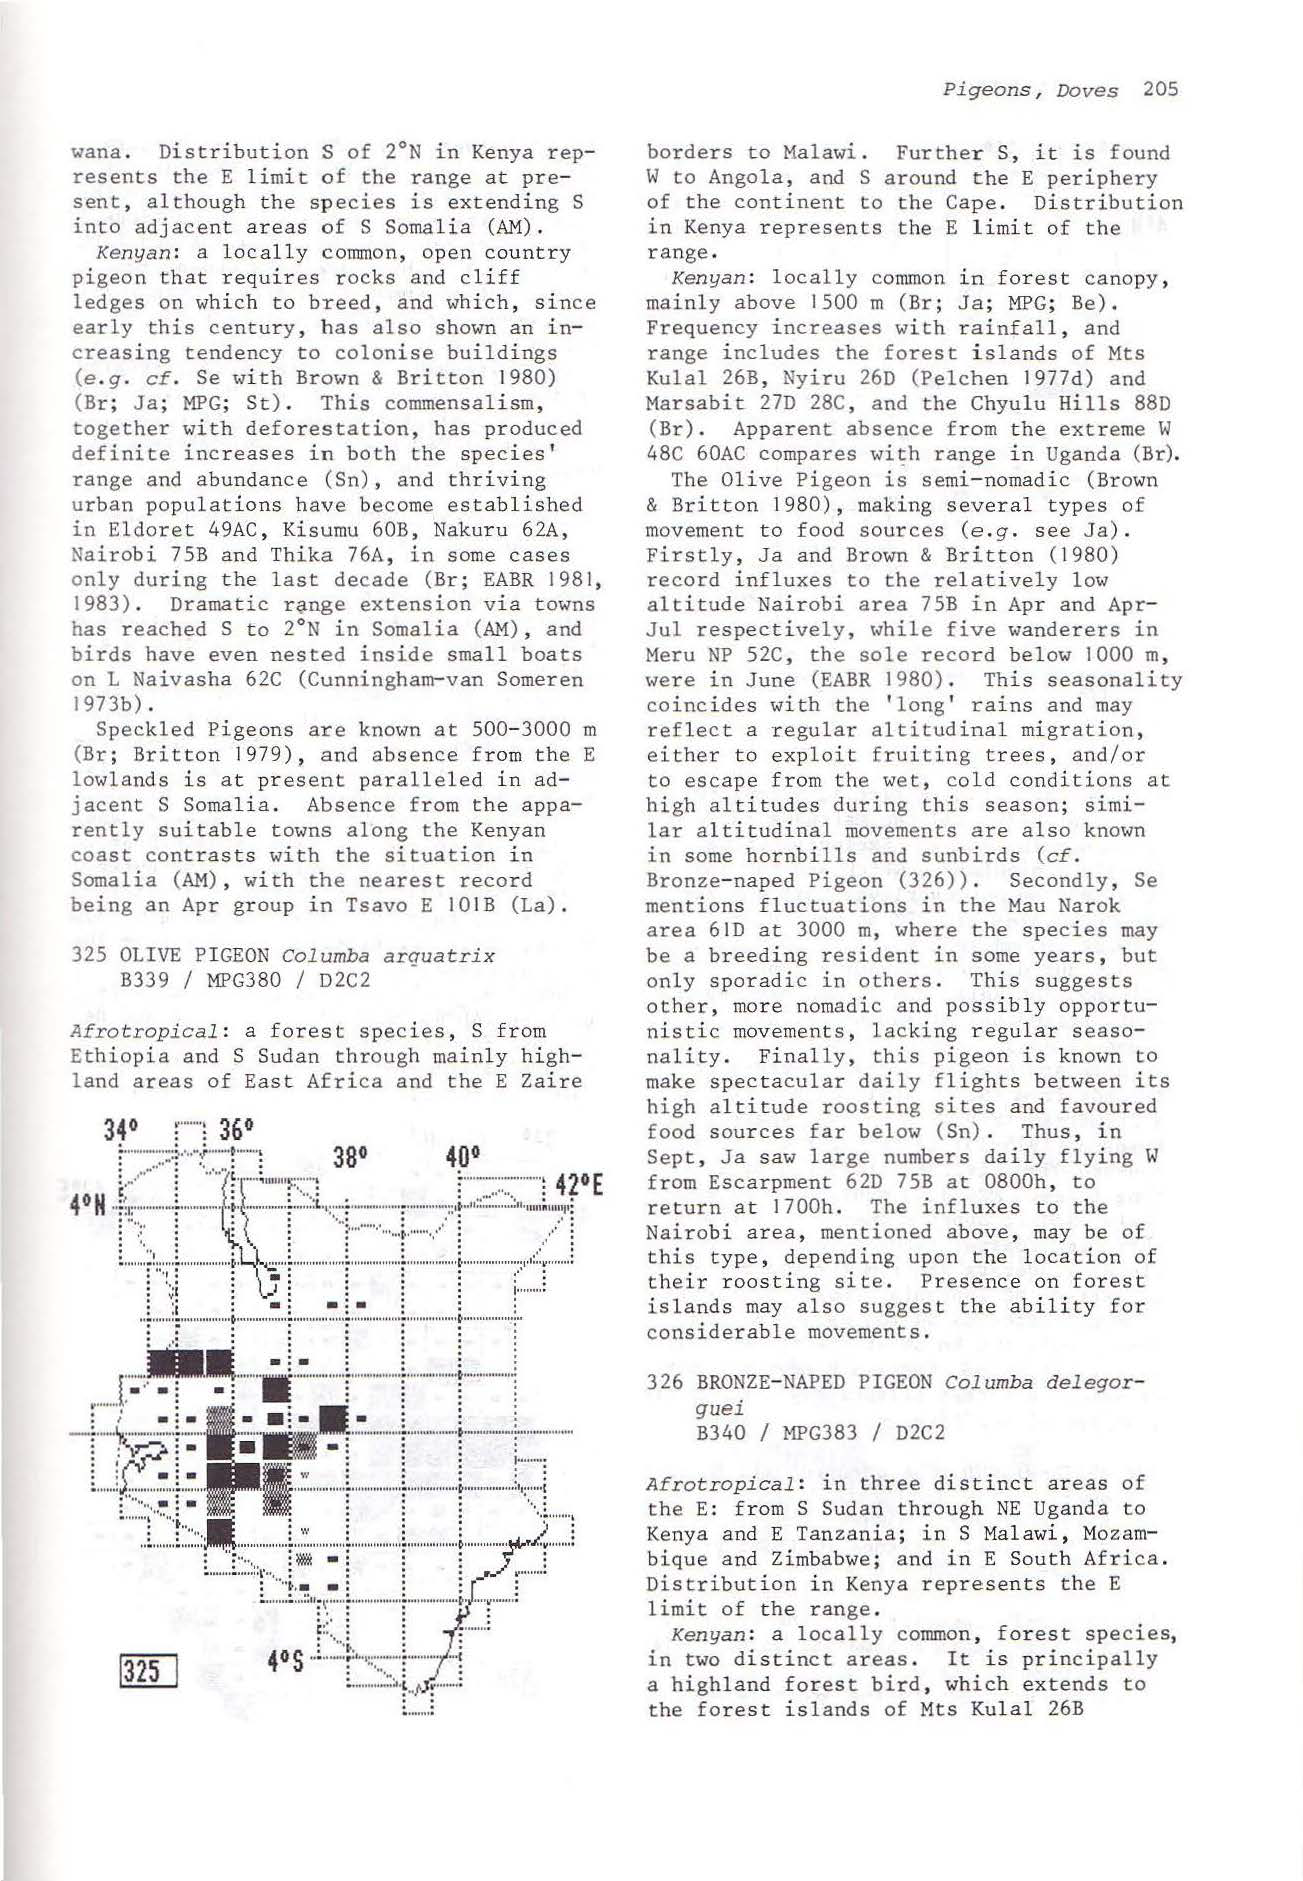 Pigeons, Doves 205
wana. Distribution S of 2°N in Kenya rep-
resents the E limit of the range at pre-
sent, although the species is extending S
into adjacent areas of S Somalia (AM).
Kenyan: a locally common, open country
pigeon that requires rocks and cliff
ledges on which to breed, and which, since
early this century, has also shown an in-
creasing tendency to colonise buildings
(e.g. cf. Se with Brown & Britton 1980)
(Br; Ja; MPG; St). This commensalism,
together with deforestation, has produced
definite increases in both the species'
range and abundance (Sn), and thriving
urban populations have become established
in Eldoret 49AC, Kisumu 60B, Nakuru 62A,
Nairobi 75B and Thika 76A, in some cases
only during the last decade (Br; EABR 1981,
1983). Dramatic range extension via towns
has reached S to 2°N in Somalia (AM), and
birds have even nested inside small boats
on L Naivasha 62C (Cunningham-van Someren
1973b).
Speckled Pigeons are known at 500-3000 m
(Br; Britton 1979), and absence from the E
lowlands is at present paralleled in ad-
jacent S Somalia. Absence from the appa-
rently suitable towns along the Kenyan
coast contrasts with the situation in
Somalia (AM), with the nearest record
being an Apr group in Tsavo E 101B (La).
325 OLIVE PIGEON Columba arquatrix
B339 / MPG380 / D2C2
Afrotropical: a forest species, S from
Ethiopia and S Sudan through mainly high-
land areas of East Africa and the E Zaire
34° 36°
38° 40°
42°E
4°N
4°S
325
borders to Malawi. Further S, it is found
W to Angola, and S around the E periphery
of the continent to the Cape. Distribution
in Kenya represents the E limit of the
range.
Kenyan: locally common in forest canopy,
mainly above 1500 m (Br; Ja; MPG; Be).
Frequency increases with rainfall, and
range includes the forest islands of Mts
Kulal 26B, Nyiru 26D (Pelchen 1977d) and
Marsabit 27D 28C, and the Chyulu Hills 88D
(Br). Apparent absence from the extreme W
48C 60AC compares with range in Uganda (Br).
The Olive Pigeon is semi-nomadic (Brown
& Britton 1980), making several types of
movement to food sources (e.g. see Ja).
Firstly, Ja and Brown & Britton (1980)
record influxes to the relatively low
altitude Nairobi area 75B in Apr and Apr-
Jul respectively, while five wanderers in
Meru NP 52C, the sole record below 1000 m,
were in June (EABR 1980). This seasonality
coincides with the 'long' rains and may
reflect a regular altitudinal migration,
either to exploit fruiting trees, and/or
to escape from the wet, cold conditions at
high altitudes during this season; simi-
lar altitudinal movements are also known
in some hornbills and sunbirds (cf.
Bronze-naped Pigeon (326)). Secondly, Se
mentions fluctuations in the Mau Narok
area 61D at 3000 m, where the species may
be a breeding resident in some years, but
only sporadic in others. This suggests
other, more nomadic and possibly opportu-
nistic movements, lacking regular seaso-
nality. Finally, this pigeon is known to
make spectacular daily flights between its
high altitude roosting sites and favoured
food sources far below (Sn). Thus, in
Sept, Ja saw large numbers daily flying W
from Escarpment 62D 75B at 0800h, to
return at 1700h. The influxes to the
Nairobi area, mentioned above, may be of
this type, depending upon the location of
their roosting site. Presence on forest
islands may also suggest the ability for
considerable movements.
326 BRONZE-NAPED PIGEON Columba delegor-
guei
B340 / MPG383 / D2C2
Afrotropical: in three distinct areas of
the E: from S Sudan through NE Uganda to
Kenya and E Tanzania; in S Malawi, Mozam-
bique and Zimbabwe; and in E South Africa.
Distribution in Kenya represents the E
limit of the range.
Kenyan: a locally common, forest species,
in two distinct areas. It is principally
a highland forest bird, which extends to
the forest islands of Mts Kulal 26B